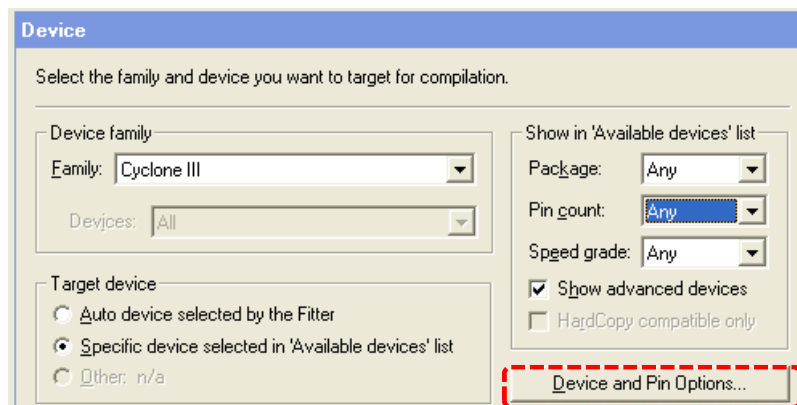 Device
Select the family and device you want to target for compilation.
Device family
Family: Cyclone III
Devices: All
Target device
Auto device selected by the Fitter
Specific device selected in 'Available devices' list
Other: n/a
Show in 'Available devices' list
Package: Any
Pin count: Any
Speed grade: Any
Show advanced devices
HardCopy compatible only
Device and Pin Options...